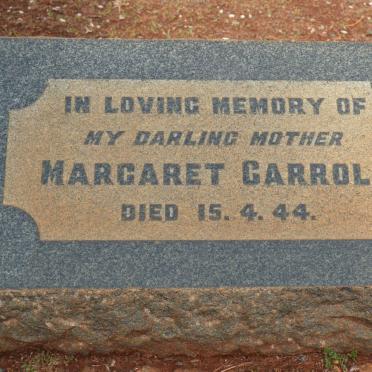 IN LOVING MEMORY OF
MY DARLING MOTHER
MARGARET CARROL
DIED 15. 4. 44.